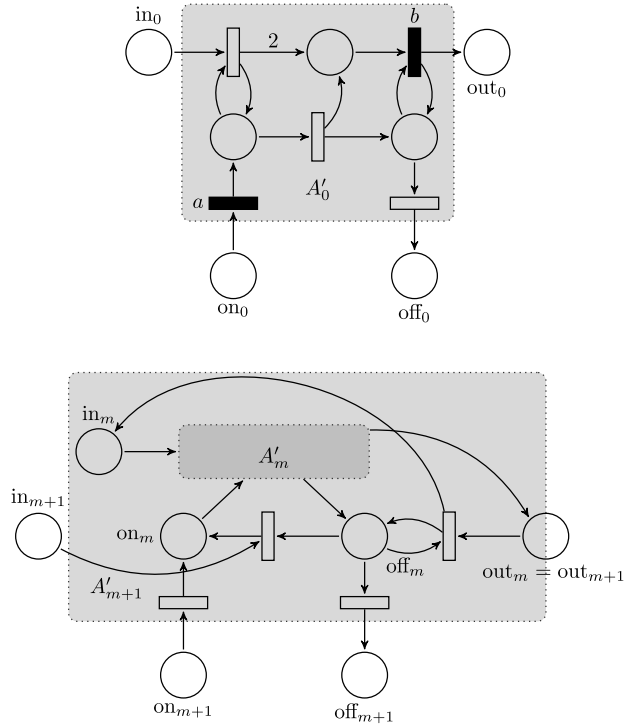 in₀
b
2
out₀
a
A′₀
on₀
off₀
inₘ
A′ₘ
inₘ₊₁
onₘ
offₘ
outₘ = outₘ₊₁
A′ₘ₊₁
onₘ₊₁
offₘ₊₁